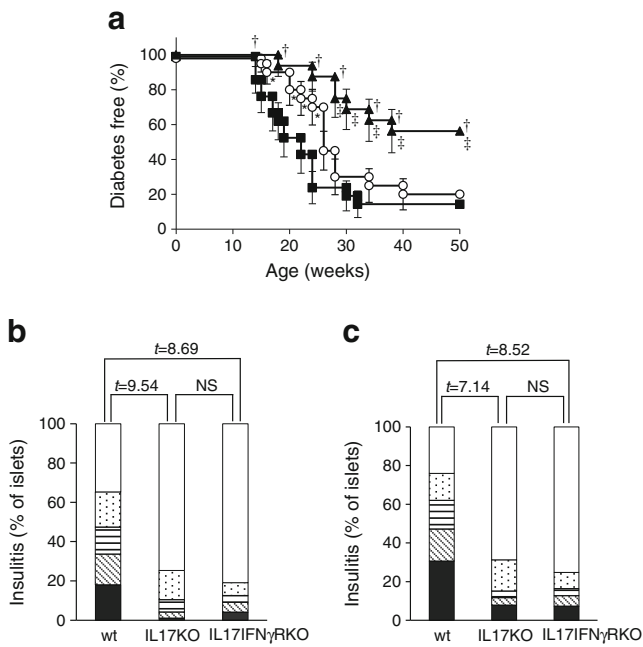 a
Diabetes free (%)
100
80
60
40
20
0
† † † † † † † †
* * * *
‡ ‡ ‡ ‡ ‡
0 10 20 30 40 50
Age (weeks)
b
t=8.69
t=9.54 NS
Insulitis (% of islets)
100
80
60
40
20
0
wt IL17KO IL17IFNγRKO
c
t=8.52
t=7.14 NS
Insulitis (% of islets)
100
80
60
40
20
0
wt IL17KO IL17IFNγRKO